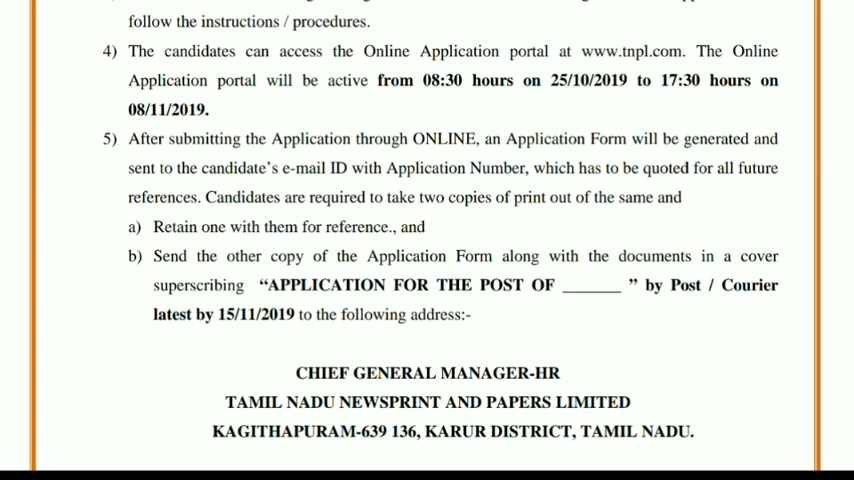 follow the instructions / procedures.
4) The candidates can access the Online Application portal at www.tnpl.com. The Online
Application portal will be active from 08:30 hours on 25/10/2019 to 17:30 hours on
08/11/2019.
5) After submitting the Application through ONLINE, an Application Form will be generated and
sent to the candidate’s e-mail ID with Application Number, which has to be quoted for all future
references. Candidates are required to take two copies of print out of the same and
a) Retain one with them for reference., and
b) Send the other copy of the Application Form along with the documents in a cover
superscribing “APPLICATION FOR THE POST OF _______ ” by Post / Courier
latest by 15/11/2019 to the following address:-
CHIEF GENERAL MANAGER-HR
TAMIL NADU NEWSPRINT AND PAPERS LIMITED
KAGITHAPURAM-639 136, KARUR DISTRICT, TAMIL NADU.